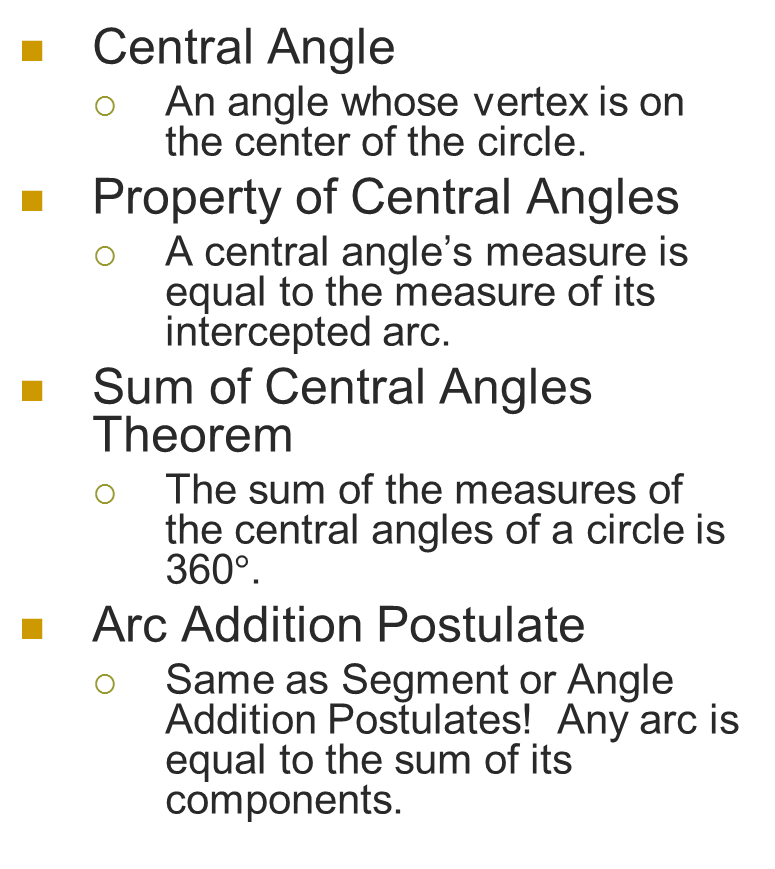 Central Angle
An angle whose vertex is on
the center of the circle.
Property of Central Angles
A central angle’s measure is
equal to the measure of its
intercepted arc.
Sum of Central Angles
Theorem
The sum of the measures of
the central angles of a circle is
360°.
Arc Addition Postulate
Same as Segment or Angle
Addition Postulates!  Any arc is
equal to the sum of its
components.